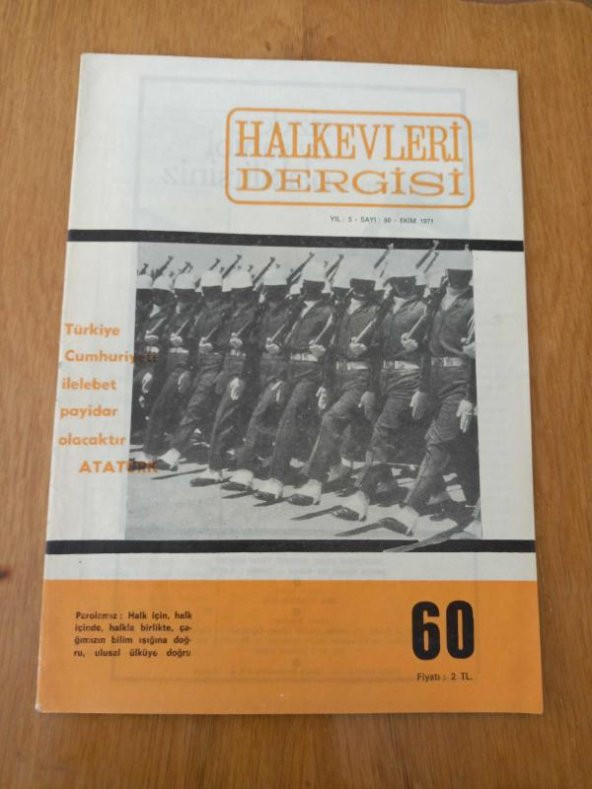 HALKEVLERİ
DERGİSİ
YIL : 5 - SAYI : 60 - EKİM 1971
Türkiye
Cumhuriyeti
ilelebet
payidar
olacaktır
ATATÜRK
Parolamız : Halk için, halk
içinde, halkla birlikte, ça-
ğımızın bilim ışığına doğ-
ru, ulusal ülküye doğru
60
Fiyatı : 2 TL.